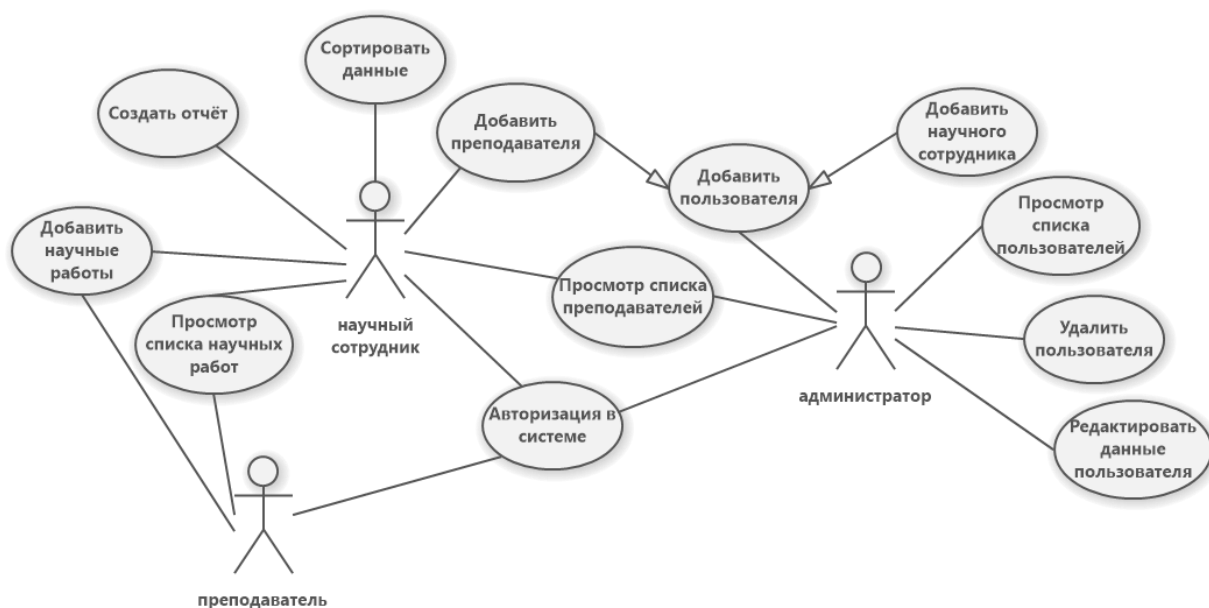 Сортировать
данные
Создать отчёт
Добавить
преподавателя
Добавить
научного
сотрудника
Добавить
пользователя
Добавить
научные
работы
Просмотр
списка
пользователей
Просмотр списка
преподавателей
Просмотр
списка научных
работ
научный
сотрудник
Удалить
пользователя
администратор
Авторизация в
системе
Редактировать
данные
пользователя
преподаватель